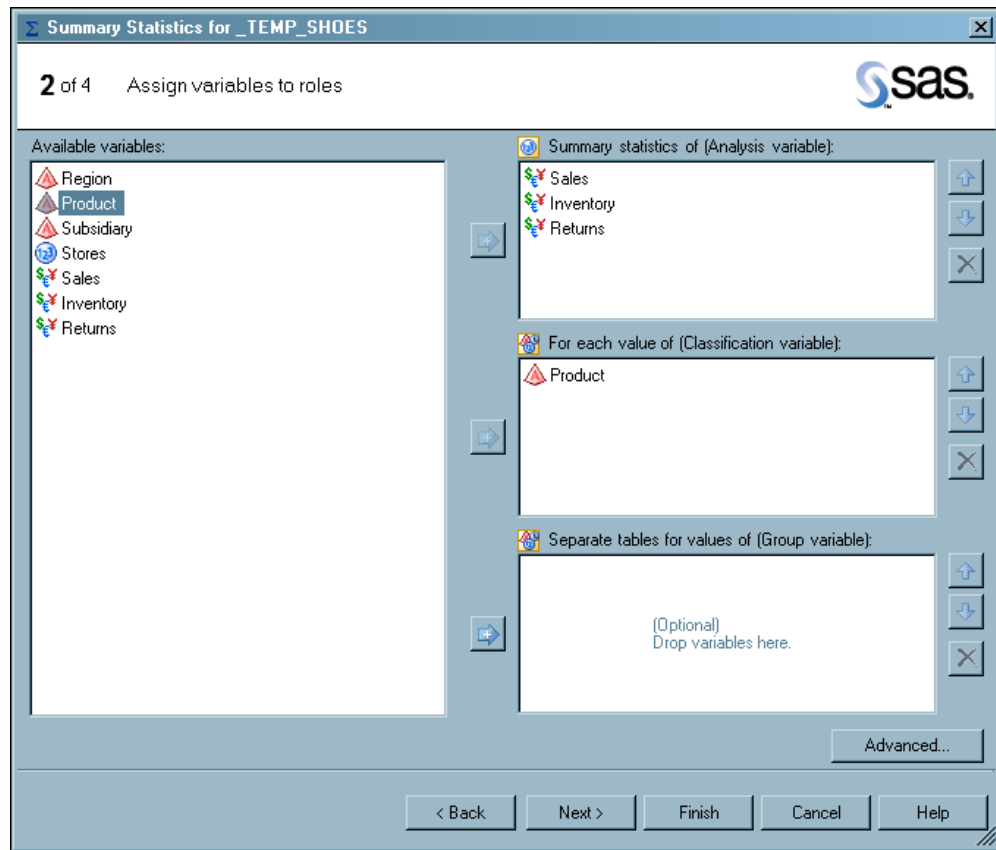 Σ Summary Statistics for _TEMP_SHOES
2 of 4 Assign variables to roles
sas.
Available variables:
Region
Product
Subsidiary
Stores
Sales
Inventory
Returns
Summary statistics of (Analysis variable):
Sales
Inventory
Returns
For each value of (Classification variable):
Product
Separate tables for values of (Group variable):
(Optional)
Drop variables here.
Advanced...
< Back Next > Finish Cancel Help